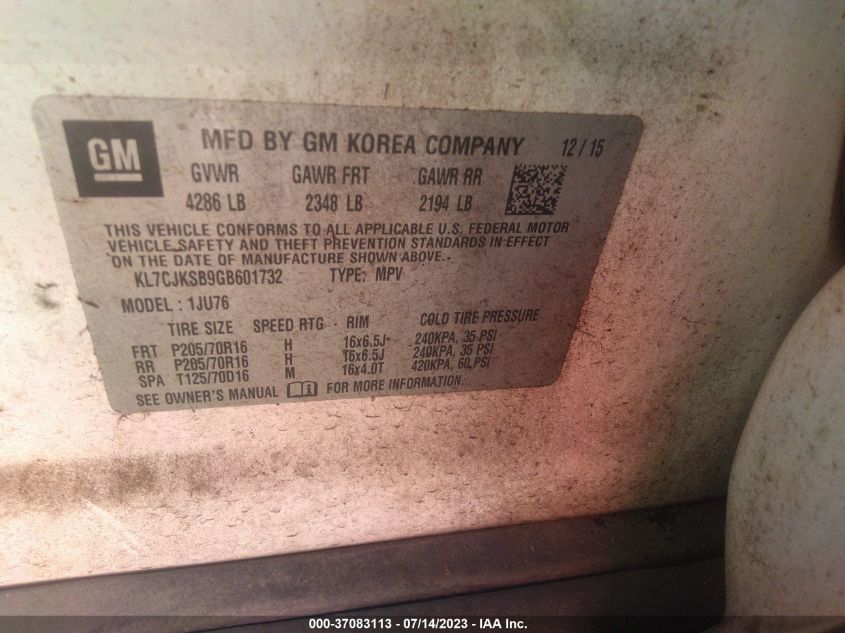 GM
MFD BY GM KOREA COMPANY 12/15
GVWR GAWR FRT GAWR RR
4286 LB 2348 LB 2194 LB
THIS VEHICLE CONFORMS TO ALL APPLICABLE U.S. FEDERAL MOTOR
VEHICLE SAFETY AND THEFT PREVENTION STANDARDS IN EFFECT
ON THE DATE OF MANUFACTURE SHOWN ABOVE.
KL7CJKSB9GB601732 TYPE: MPV
MODEL : 1JU76
TIRE SIZE SPEED RTG RIM COLD TIRE PRESSURE
FRT P205/70R16 H 16x6.5J 240KPA, 35 PSI
RR P205/70R16 H 16x6.5J 240KPA, 35 PSI
SPA T125/70D16 M 16x4.0T 420KPA, 60 PSI
SEE OWNER'S MANUAL FOR MORE INFORMATION.
000-37083113 - 07/14/2023 - IAA Inc.